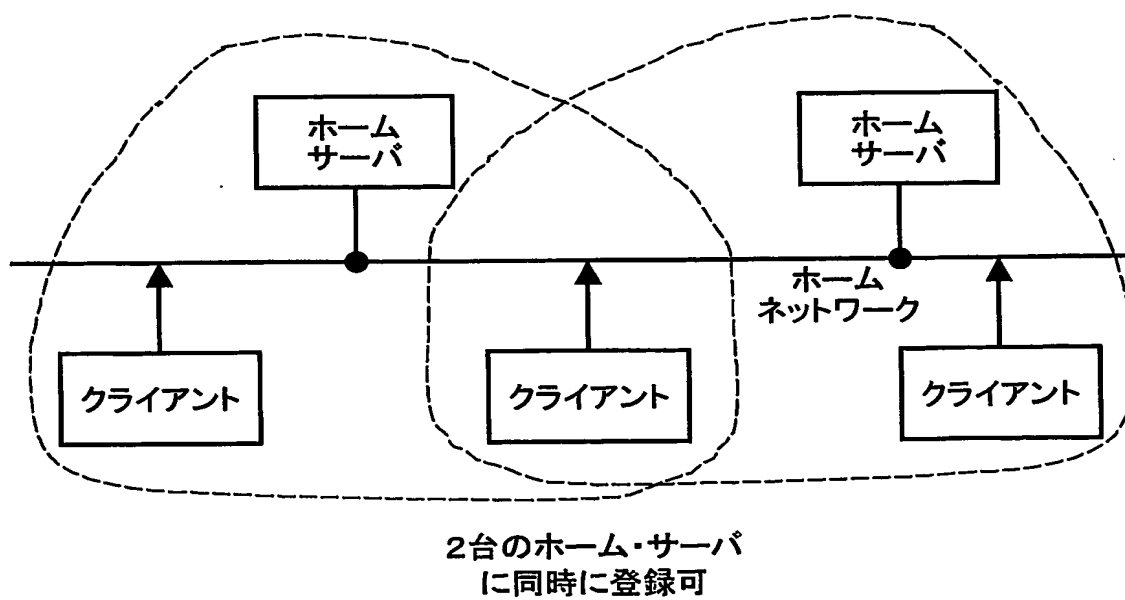 ホーム
サーバ
ホーム
サーバ
ホーム
ネットワーク
クライアント
クライアント
クライアント
2台のホーム・サーバ
に同時に登録可